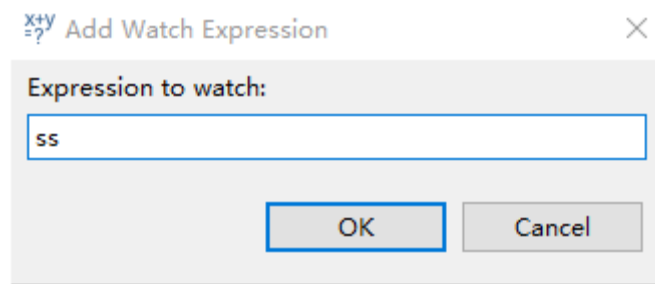 x+y
=?
Add Watch Expression
Expression to watch:
ss
OK
Cancel